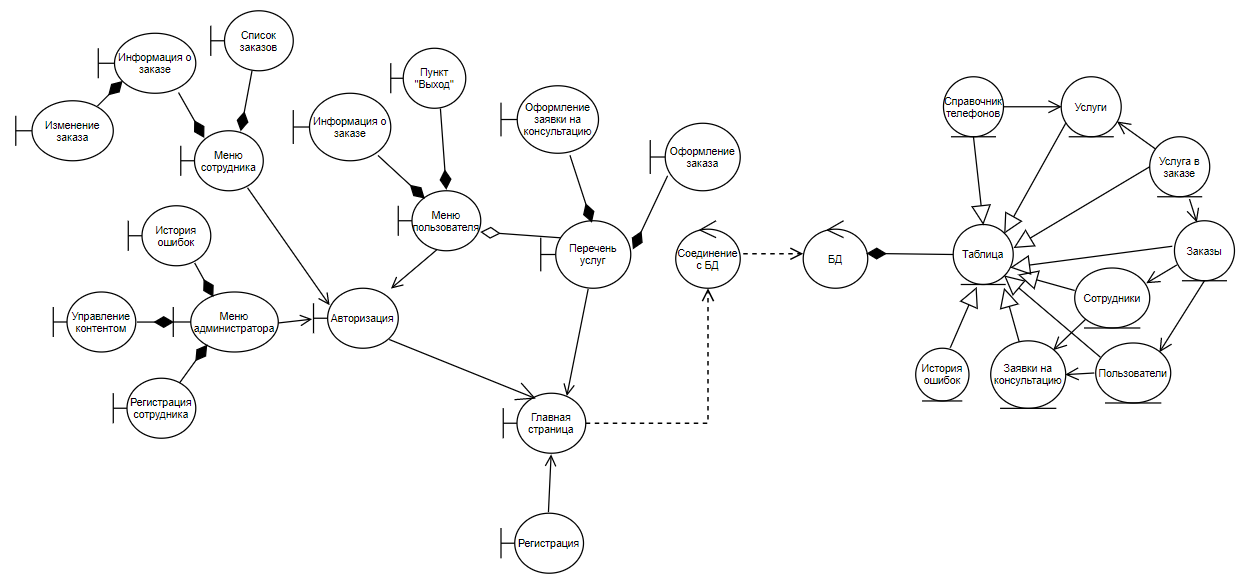 Список
заказов
Информация о
заказе
Изменение
заказа
Меню
сотрудника
Пункт
"Выход"
Информация о
заказе
Оформление
заявки на
консультацию
Оформление
заказа
Меню
пользователя
Перечень
услуг
История
ошибок
Управление
контентом
Меню
администратора
Регистрация
сотрудника
Авторизация
Главная
страница
Регистрация
Соединение
с БД
БД
Справочник
телефонов
Услуги
Услуга в
заказе
Таблица
Заказы
Сотрудники
История
ошибок
Заявки на
консультацию
Пользователи